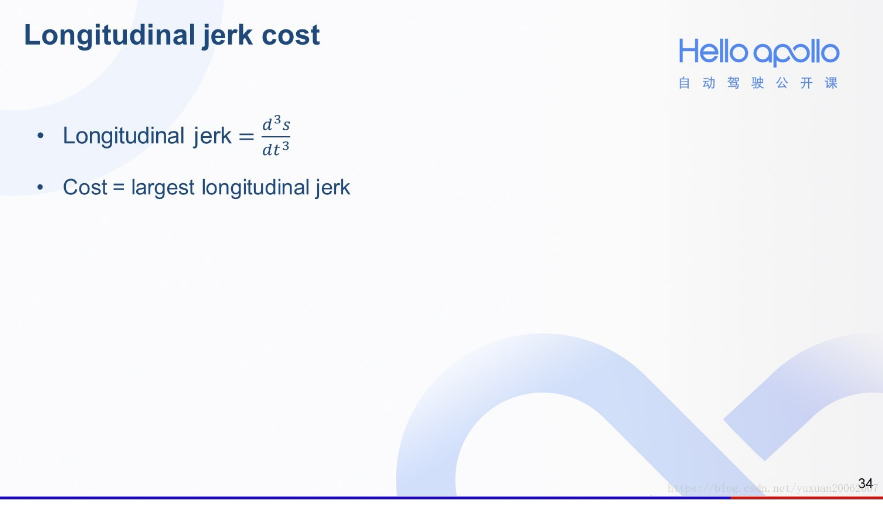 Longitudinal jerk cost
Hello apollo
自动驾驶公开课
• Longitudinal jerk = d³s/dt³
• Cost = largest longitudinal jerk
34